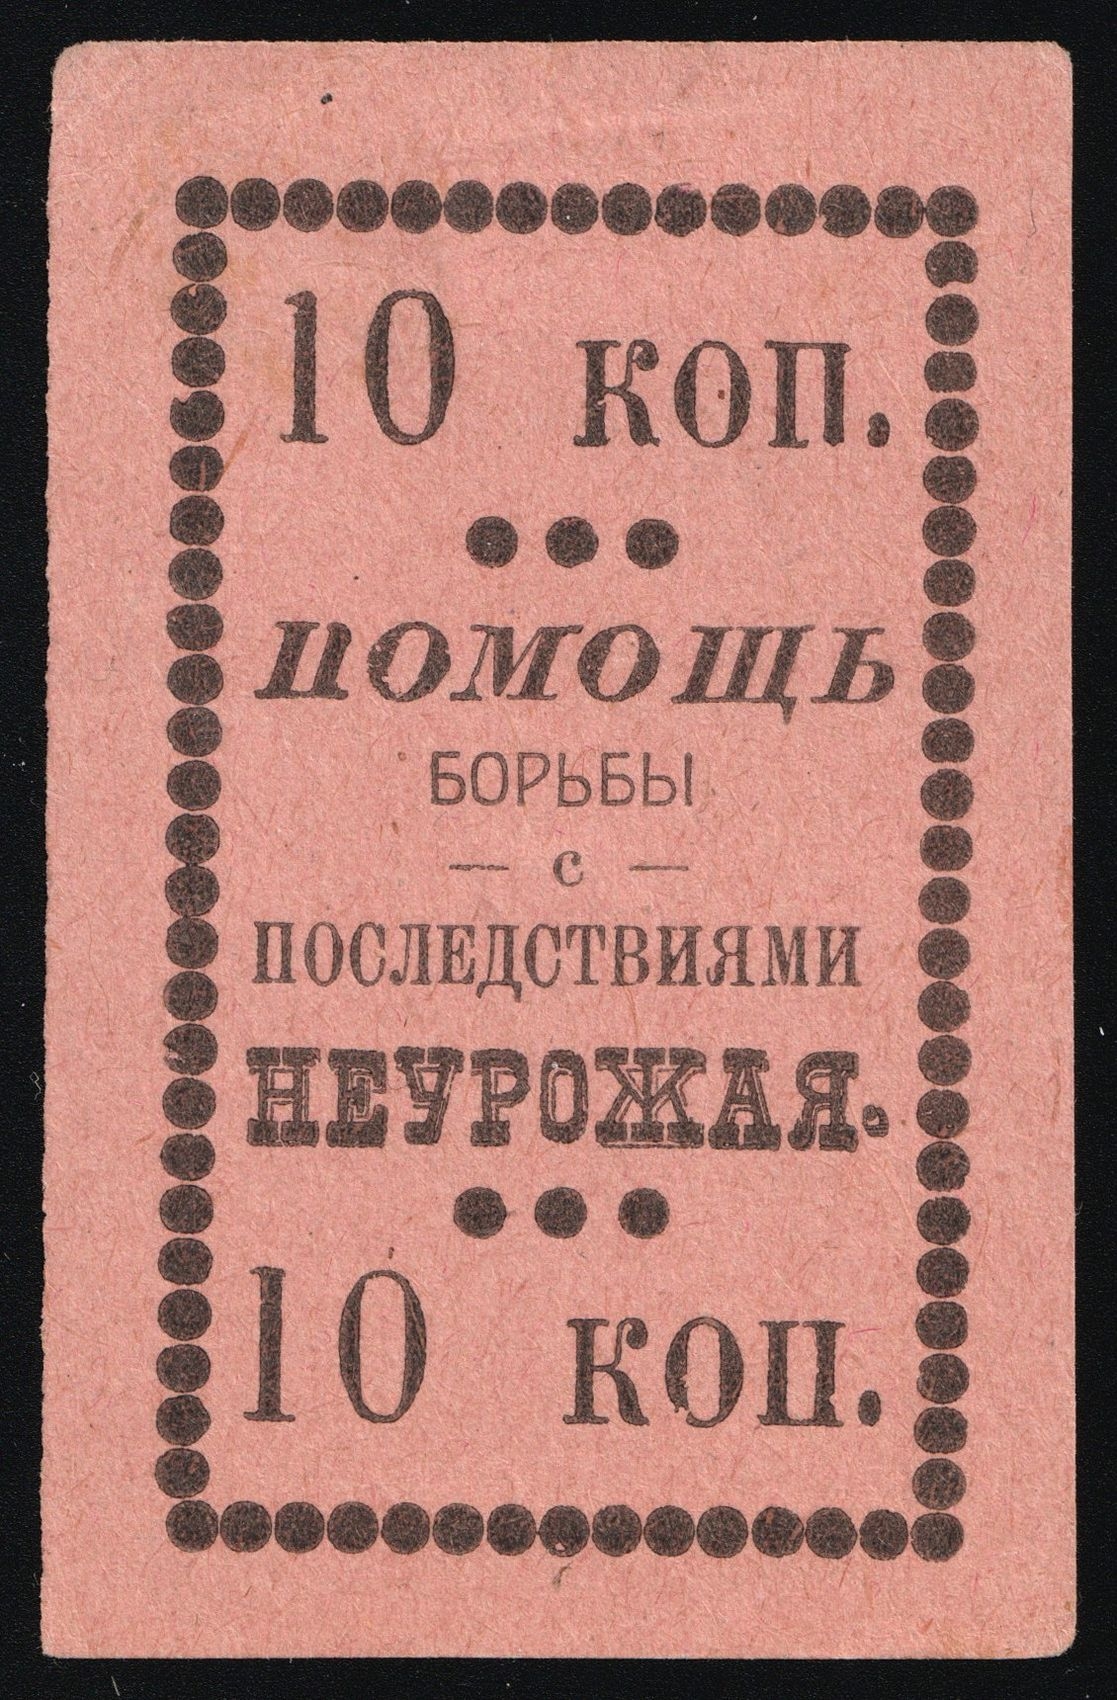 10 КОП.
ПОМОЩЬ
БОРЬБЫ
— с —
ПОСЛЕДСТВИЯМИ
НЕУРОЖАЯ.
10 КОП.